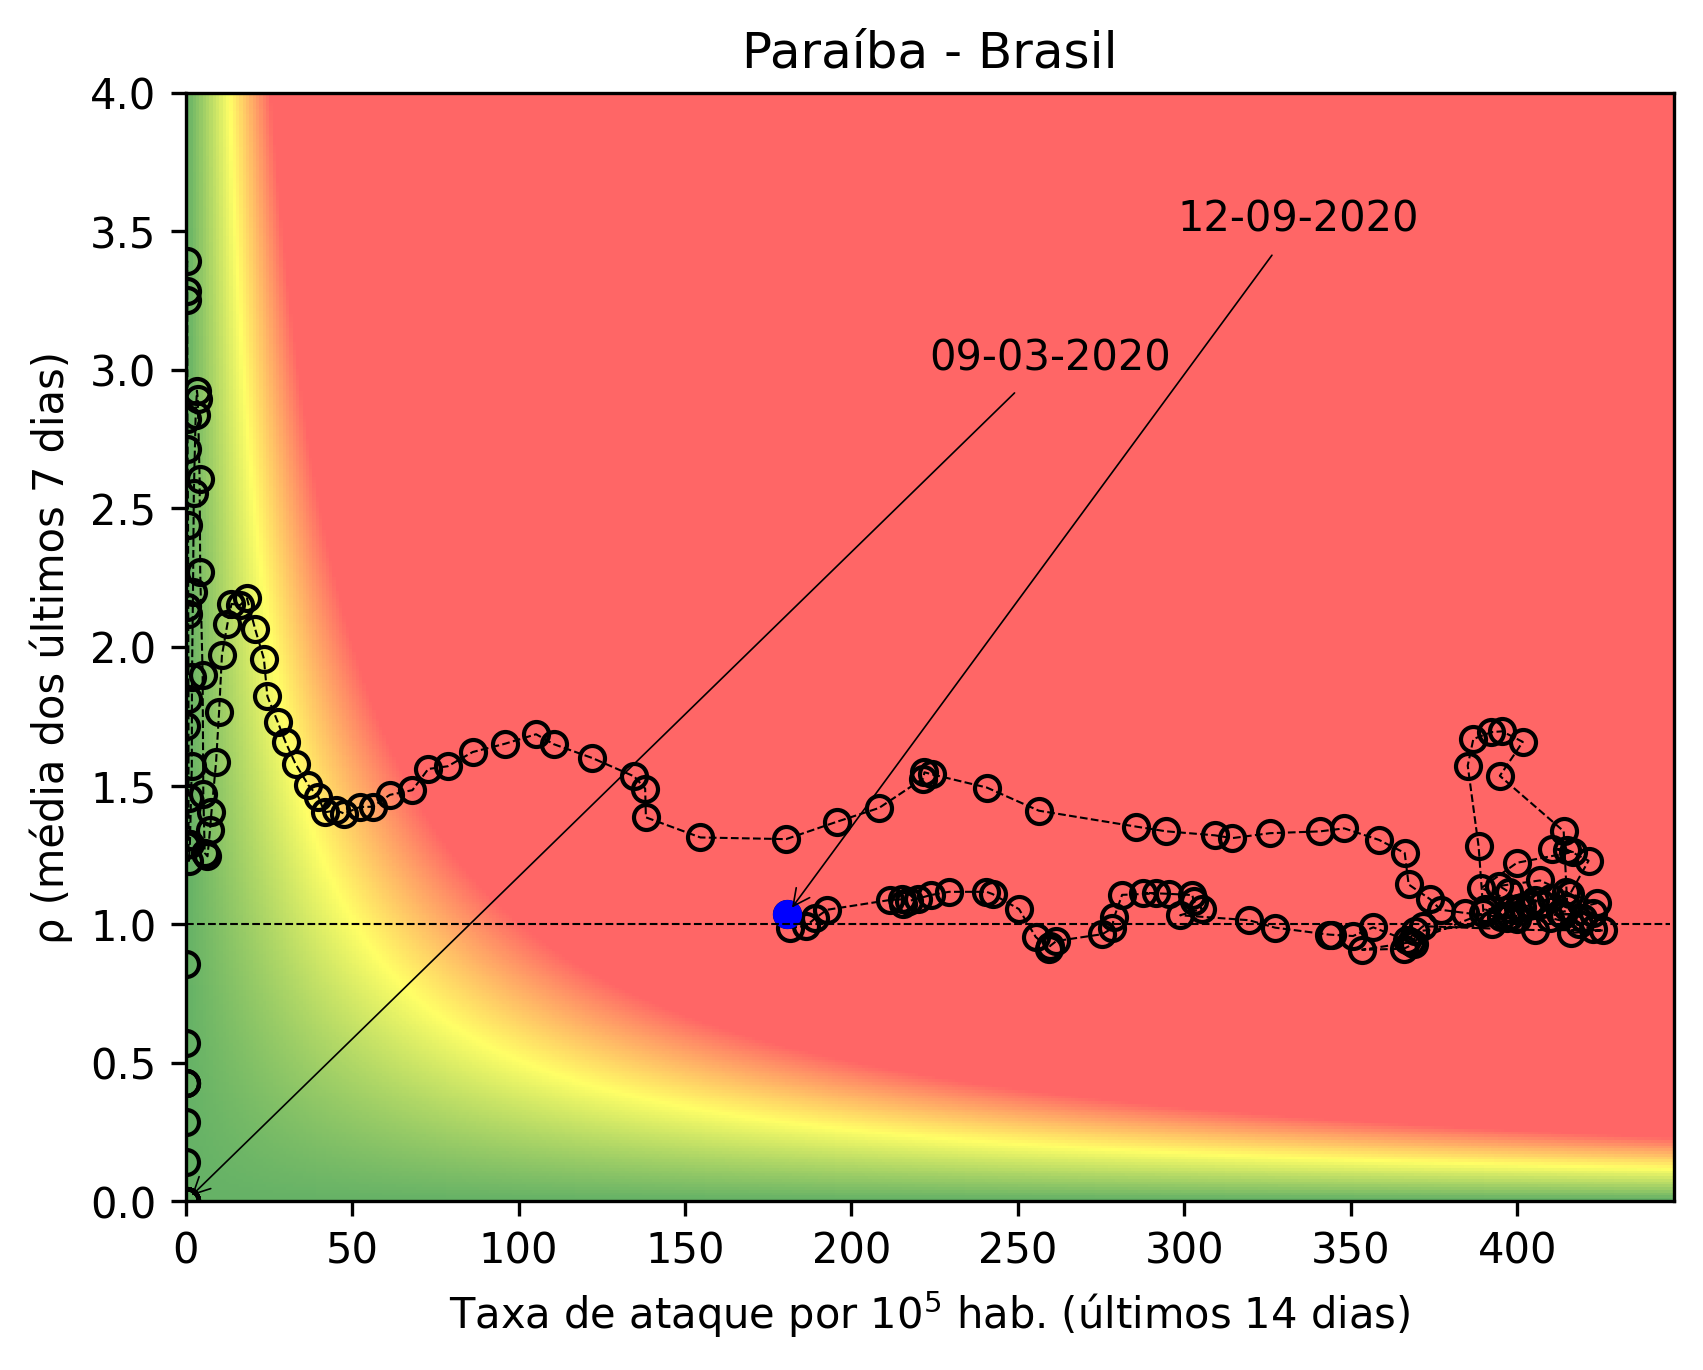 Paraíba - Brasil
4.0
3.5
3.0
2.5
2.0
1.5
1.0
0.5
0.0
ρ (média dos últimos 7 dias)
12-09-2020
09-03-2020
0 50 100 150 200 250 300 350 400
Taxa de ataque por 10⁵ hab. (últimos 14 dias)